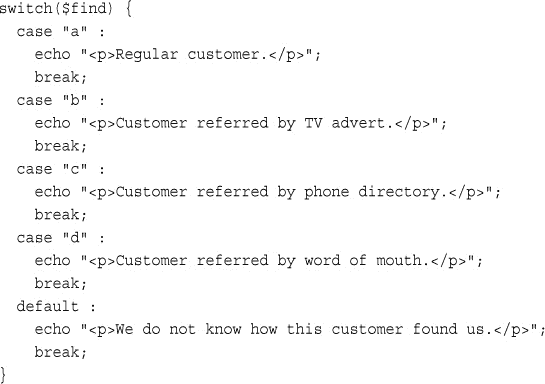 switch($find) {
  case "a" :
    echo "<p>Regular customer.</p>";
    break;
  case "b" :
    echo "<p>Customer referred by TV advert.</p>";
    break;
  case "c" :
    echo "<p>Customer referred by phone directory.</p>";
    break;
  case "d" :
    echo "<p>Customer referred by word of mouth.</p>";
    break;
  default :
    echo "<p>We do not know how this customer found us.</p>";
    break;
}